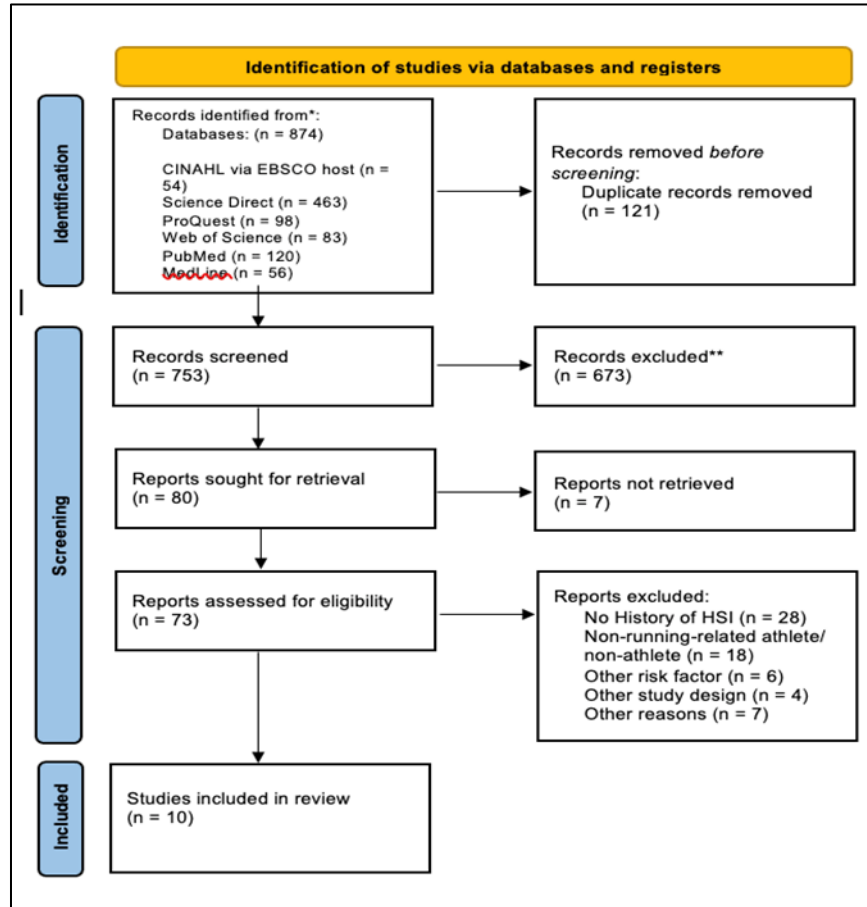 Identification of studies via databases and registers
Identification
Records identified from*:
Databases: (n = 874)
CINAHL via EBSCO host (n =
54)
Science Direct (n = 463)
ProQuest (n = 98)
Web of Science (n = 83)
PubMed (n = 120)
MedLine (n = 56)
Records removed before
screening:
Duplicate records removed
(n = 121)
Screening
Records screened
(n = 753)
Records excluded**
(n = 673)
Reports sought for retrieval
(n = 80)
Reports not retrieved
(n = 7)
Reports assessed for eligibility
(n = 73)
Reports excluded:
No History of HSI (n = 28)
Non-running-related athlete/
non-athlete (n = 18)
Other risk factor (n = 6)
Other study design (n = 4)
Other reasons (n = 7)
Included
Studies included in review
(n = 10)